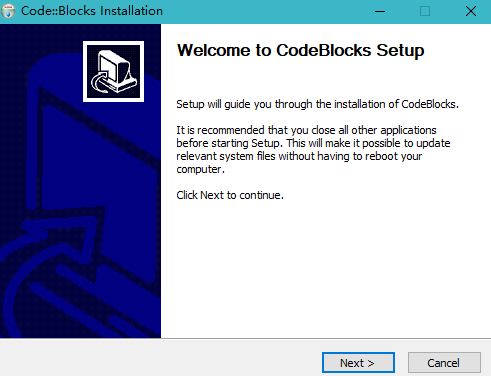 Code::Blocks Installation
Welcome to CodeBlocks Setup
Setup will guide you through the installation of CodeBlocks.
It is recommended that you close all other applications
before starting Setup. This will make it possible to update
relevant system files without having to reboot your
computer.
Click Next to continue.
Next >
Cancel